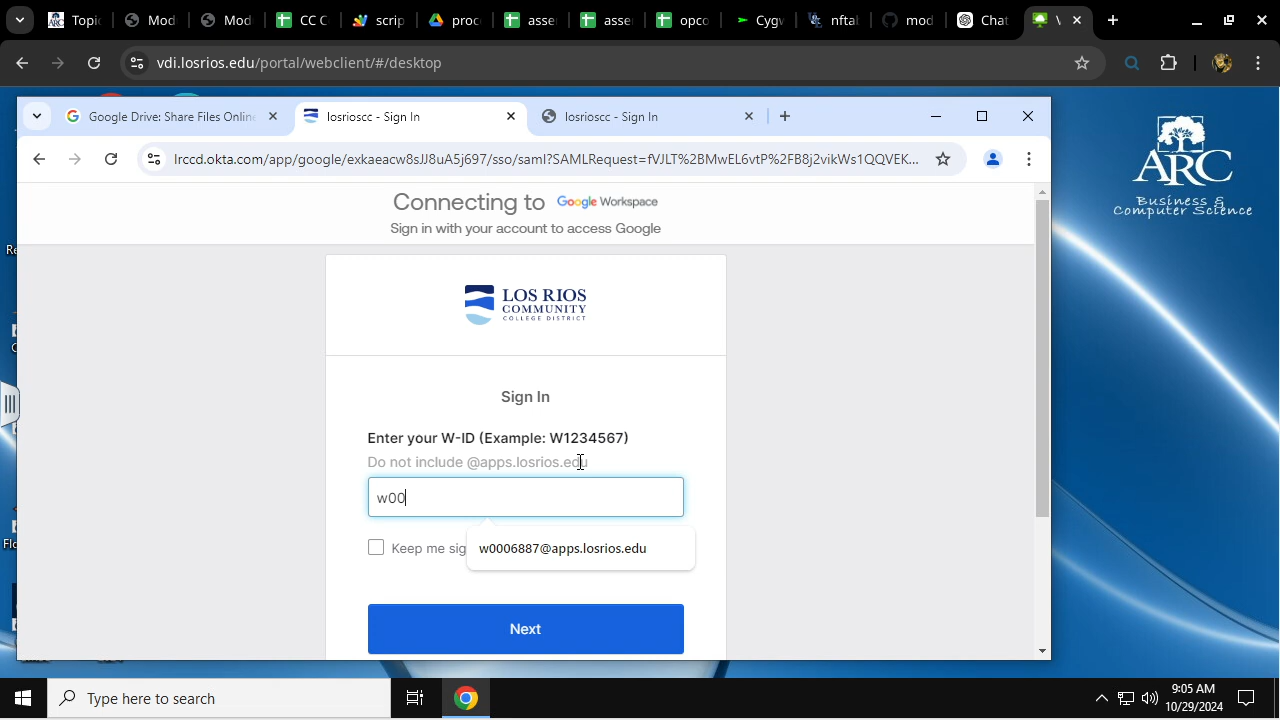 Topic
Mod
Mod
CC C
scrip
proc
asse
asse
opco
Cygv
nftab
mod
Chat
vdi.losrios.edu/portal/webclient/#/desktop
Google Drive: Share Files Online
losrioscc - Sign In
losrioscc - Sign In
lrccd.okta.com/app/google/exkaeacw8sJJ8uA5J697/sso/saml?SAMLRequest=fVJLT%2BMwEL6vtP%2FB8j2vikWs1QQVEK...
ARC
Business &
Computer Science
Connecting to Google Workspace
Sign in with your account to access Google
LOS RIOS
COMMUNITY
COLLEGE DISTRICT
Sign In
Enter your W-ID (Example: W1234567)
Do not include @apps.losrios.edu
w00
Keep me sig
w0006887@apps.losrios.edu
Next
Re
Flo
Type here to search
9:05 AM
10/29/2024